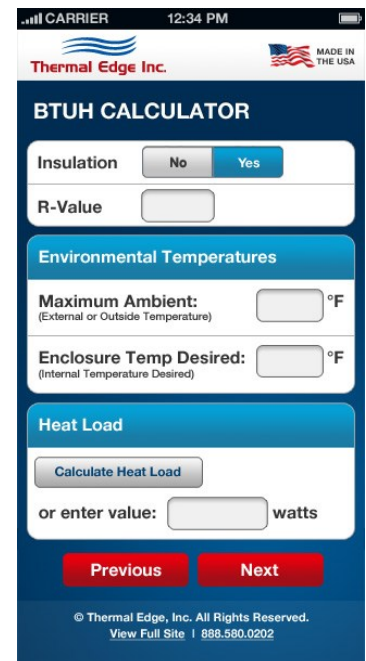 CARRIER 12:34 PM
Thermal Edge Inc.
MADE IN
THE USA
BTUH CALCULATOR
Insulation No Yes
R-Value
Environmental Temperatures
Maximum Ambient: °F
(External or Outside Temperature)
Enclosure Temp Desired: °F
(Internal Temperature Desired)
Heat Load
Calculate Heat Load
or enter value: watts
Previous Next
© Thermal Edge, Inc. All Rights Reserved.
View Full Site | 888.580.0202